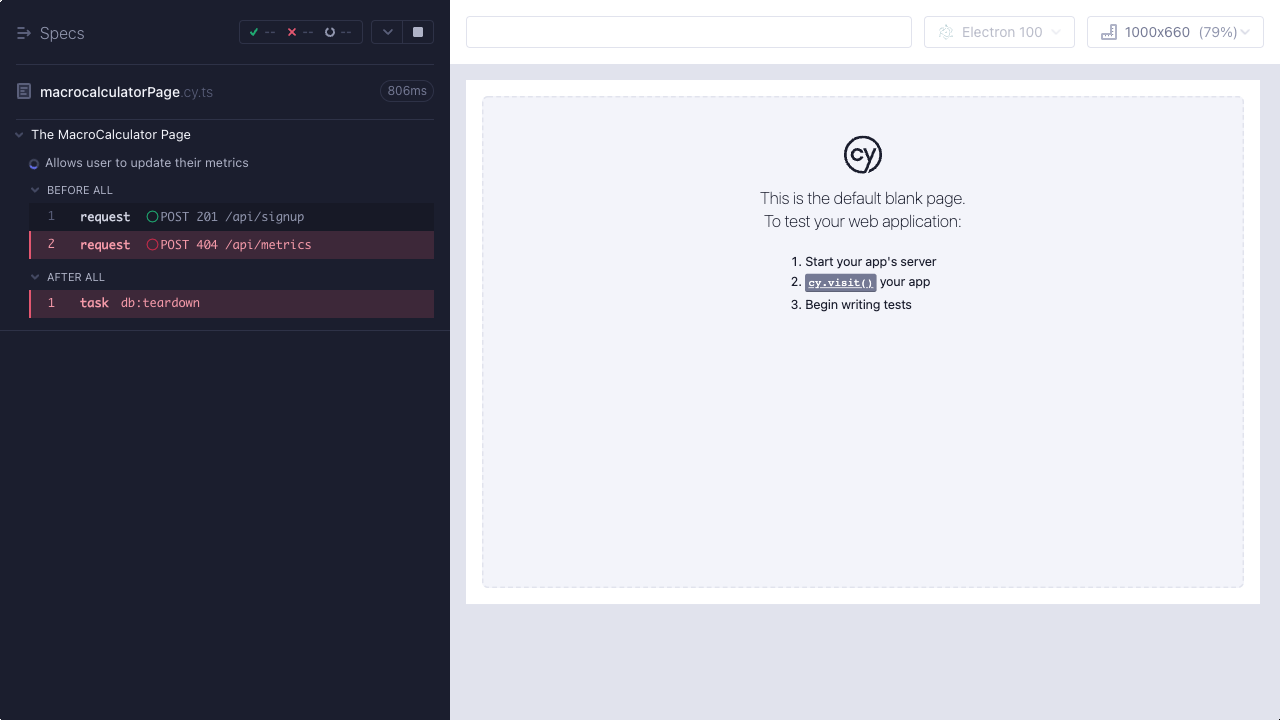 Specs
-- -- --
macrocalculatorPage.cy.ts
806ms
The MacroCalculator Page
Allows user to update their metrics
BEFORE ALL
1 request POST 201 /api/signup
2 request POST 404 /api/metrics
AFTER ALL
1 task db:teardown
Electron 100
1000x660 (79%)
cy
This is the default blank page.
To test your web application:
1. Start your app's server
2. cy.visit() your app
3. Begin writing tests